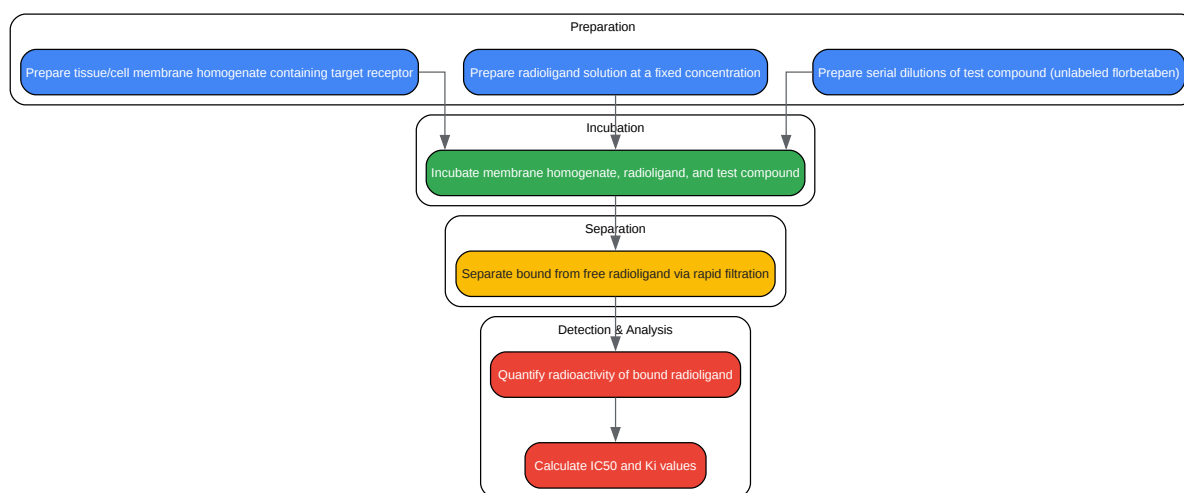 Preparation
Prepare tissue/cell membrane homogenate containing target receptor
Prepare radioligand solution at a fixed concentration
Prepare serial dilutions of test compound (unlabeled florbetaben)
Incubation
Incubate membrane homogenate, radioligand, and test compound
Separation
Separate bound from free radioligand via rapid filtration
Detection & Analysis
Quantify radioactivity of bound radioligand
Calculate IC50 and Ki values